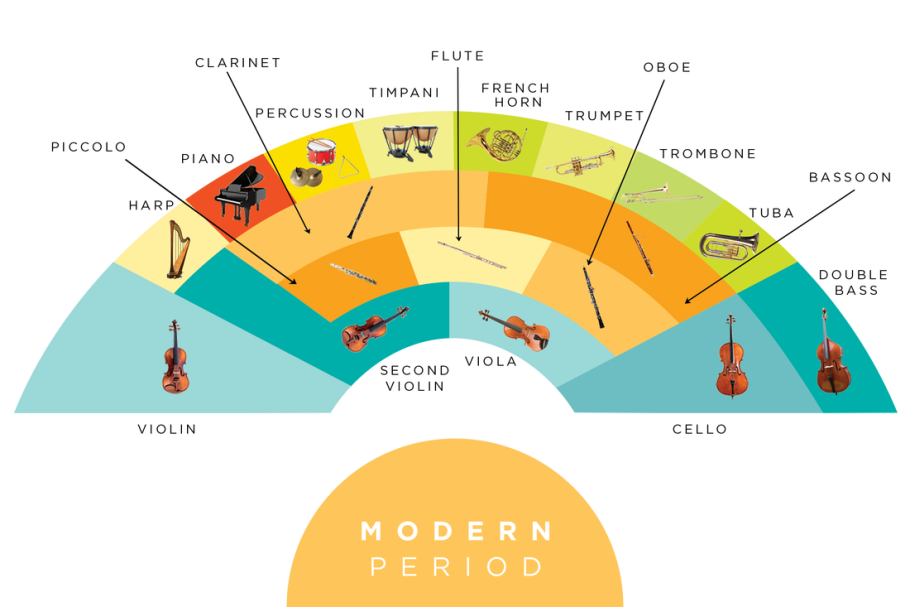 CLARINET
FLUTE
OBOE
TIMPANI
FRENCH
HORN
PERCUSSION
TRUMPET
PICCOLO
PIANO
TROMBONE
BASSOON
HARP
TUBA
DOUBLE
BASS
SECOND
VIOLIN
VIOLA
VIOLIN
CELLO
MODERN
PERIOD